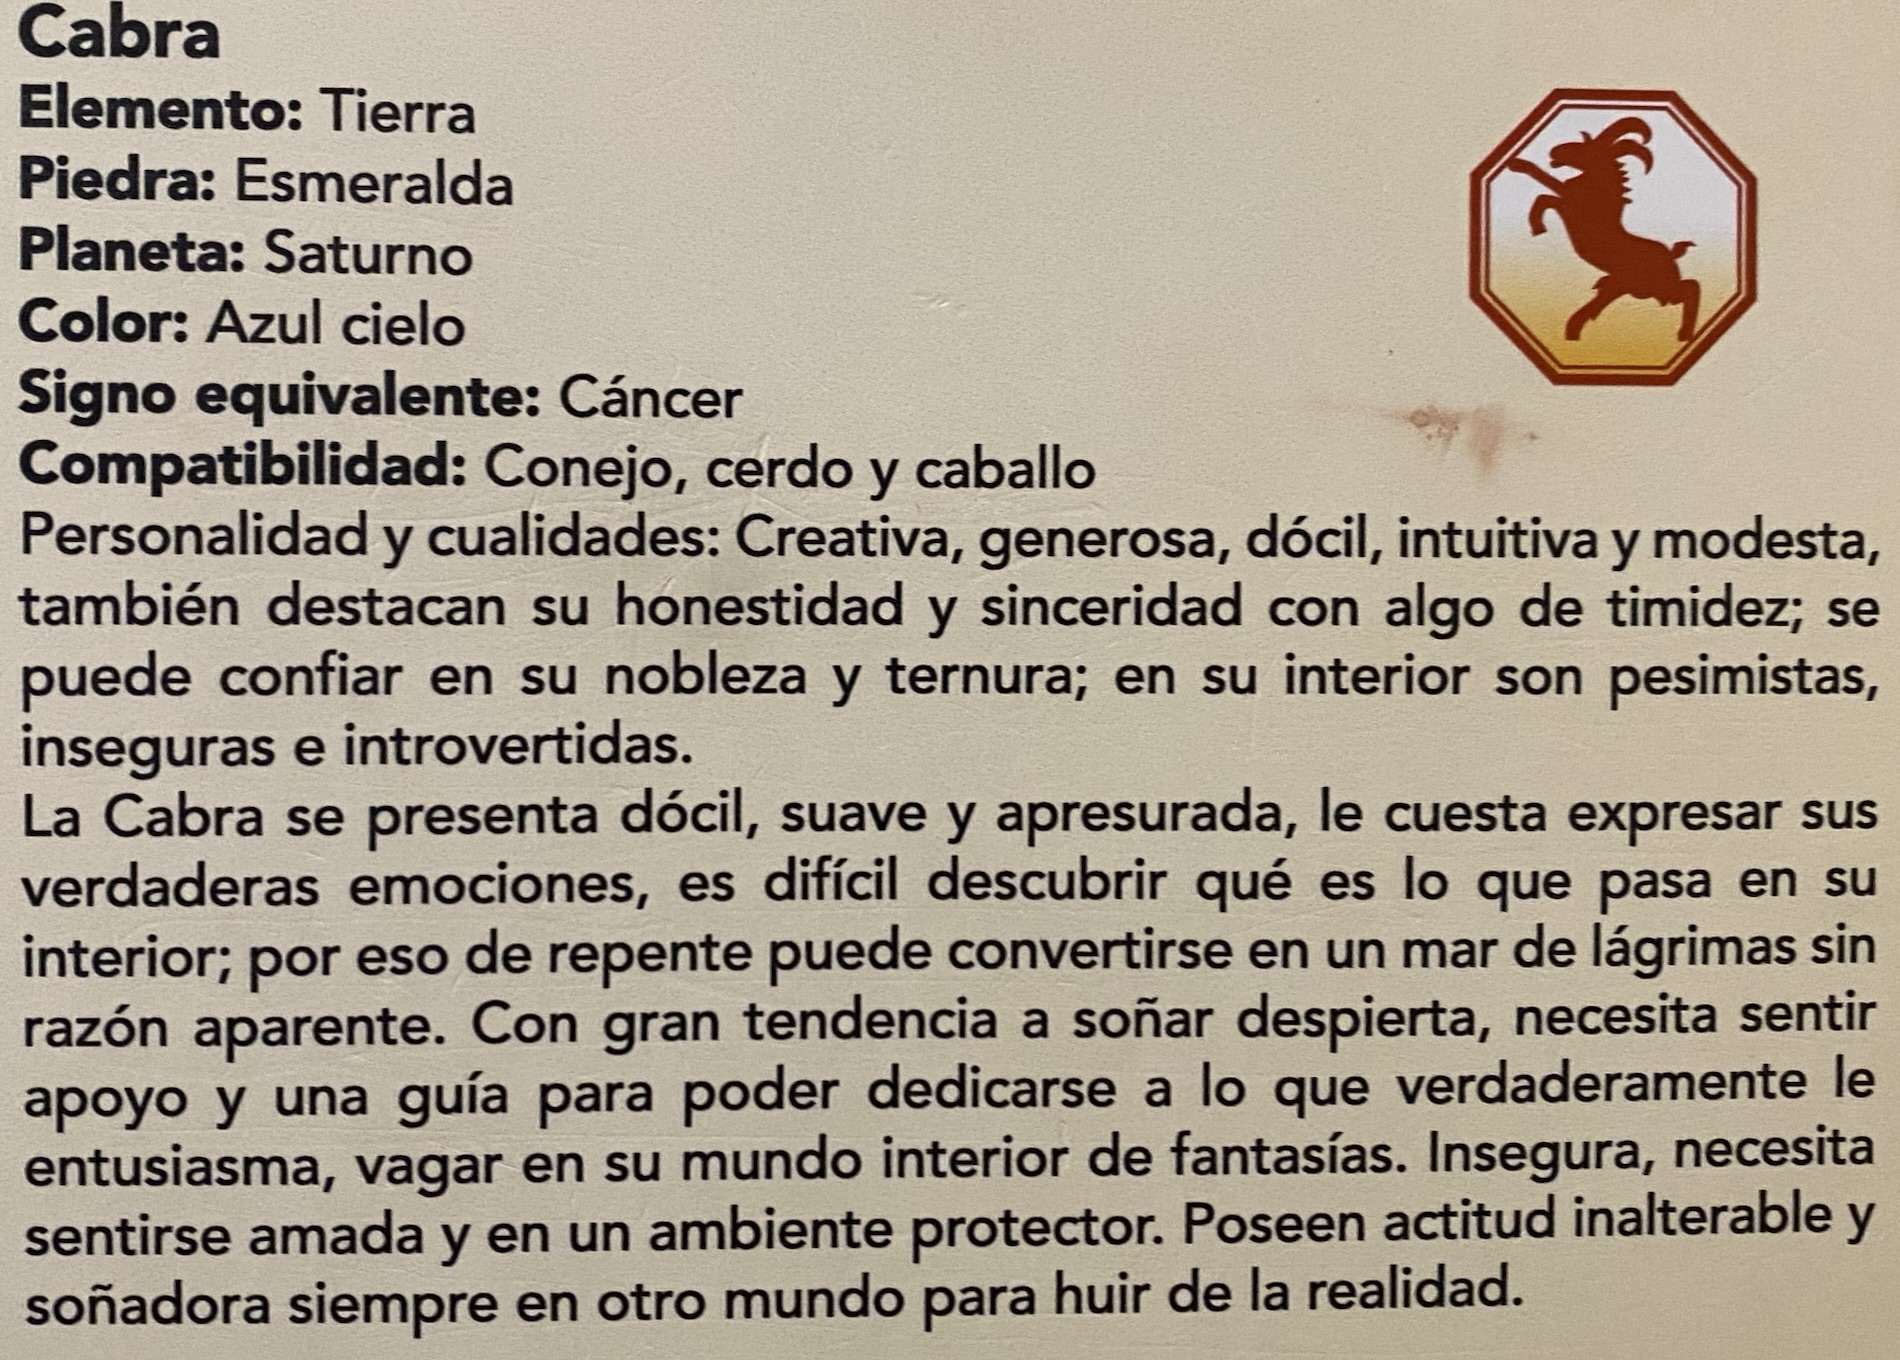 Cabra
Elemento: Tierra
Piedra: Esmeralda
Planeta: Saturno
Color: Azul cielo
Signo equivalente: Cáncer
Compatibilidad: Conejo, cerdo y caballo
Personalidad y cualidades: Creativa, generosa, dócil, intuitiva y modesta,
también destacan su honestidad y sinceridad con algo de timidez; se
puede confiar en su nobleza y ternura; en su interior son pesimistas,
inseguras e introvertidas.
La Cabra se presenta dócil, suave y apresurada, le cuesta expresar sus
verdaderas emociones, es difícil descubrir qué es lo que pasa en su
interior; por eso de repente puede convertirse en un mar de lágrimas sin
razón aparente. Con gran tendencia a soñar despierta, necesita sentir
apoyo y una guía para poder dedicarse a lo que verdaderamente le
entusiasma, vagar en su mundo interior de fantasías. Insegura, necesita
sentirse amada y en un ambiente protector. Poseen actitud inalterable y
soñadora siempre en otro mundo para huir de la realidad.